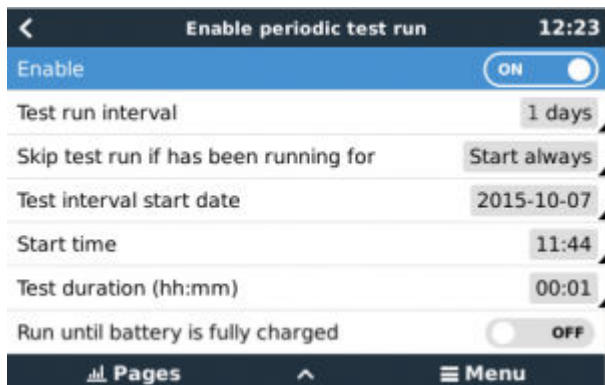 Enable periodic test run 12:23
Enable ON
Test run interval 1 days
Skip test run if has been running for Start always
Test interval start date 2015-10-07
Start time 11:44
Test duration (hh:mm) 00:01
Run until battery is fully charged OFF
Pages Menu